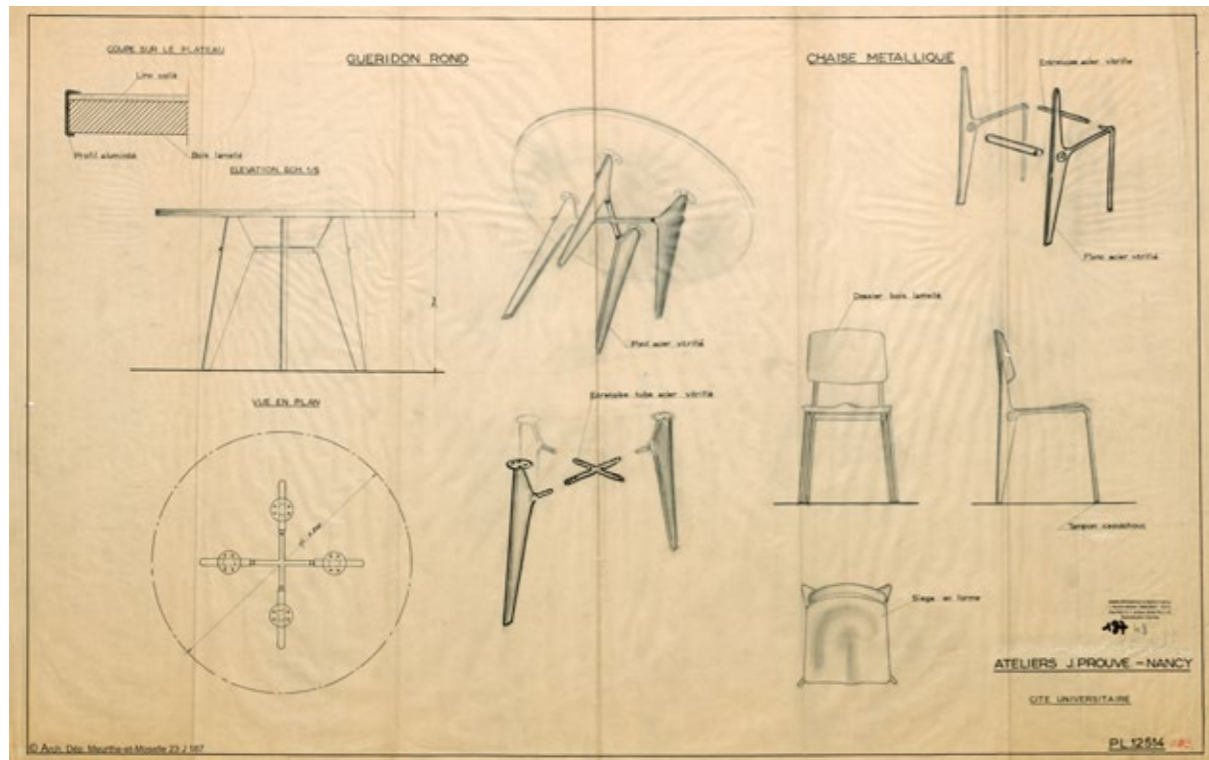 COUPE SUR LE PLATEAU
Lino collé
Profil aluminité
Bois lamellé
GUERIDON ROND
ELEVATION ECH. 1/5
VUE EN PLAN
Pied acier vitrifié
Entretoise tube acier vitrifié
CHAISE METALLIQUE
Entretoise acier vitrifié
Flanc acier vitrifié
Dossier bois lamellé
Tampon caoutchouc
Siège en forme
ATELIERS J.PROUVE - NANCY
CITE UNIVERSITAIRE
PL.12514
© Arch. Dép. Meurthe-et-Moselle 23 J 187